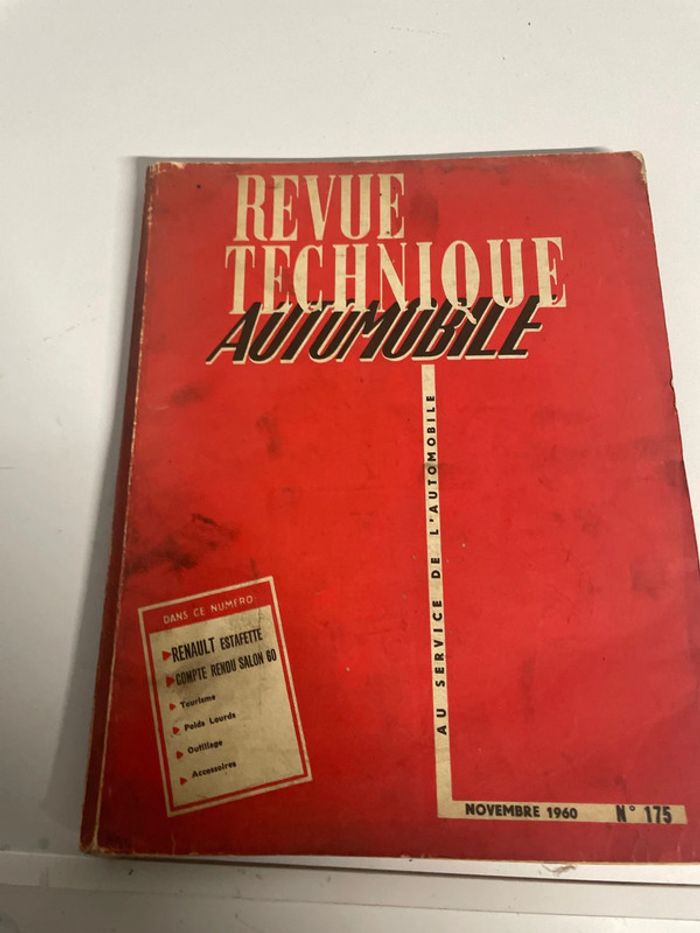 REVUE
TECHNIQUE
AUTOMOBILE
AU SERVICE DE L'AUTOMOBILE
DANS CE NUMERO:
RENAULT ESTAFETTE
COMPTE RENDU SALON 60
Tourisme
Poids Lourds
Outillage
Accessoires
NOVEMBRE 1960 N° 175